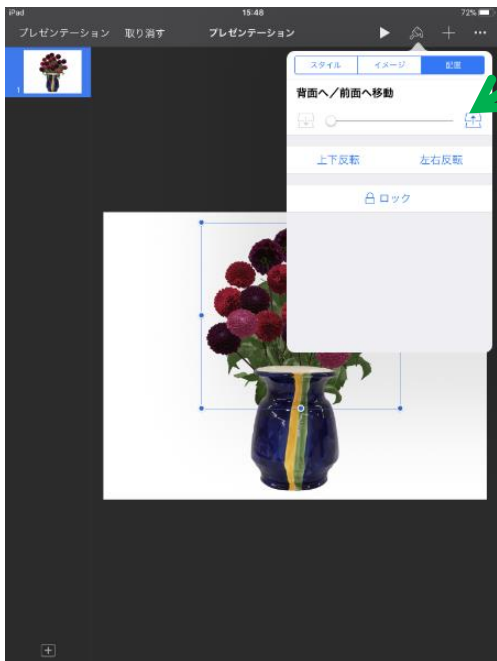 iPad
15:48
72%
プレゼンテーション 取り消す プレゼンテーション
スタイル イメージ 配置
背面へ/前面へ移動
上下反転 左右反転
ロック
1